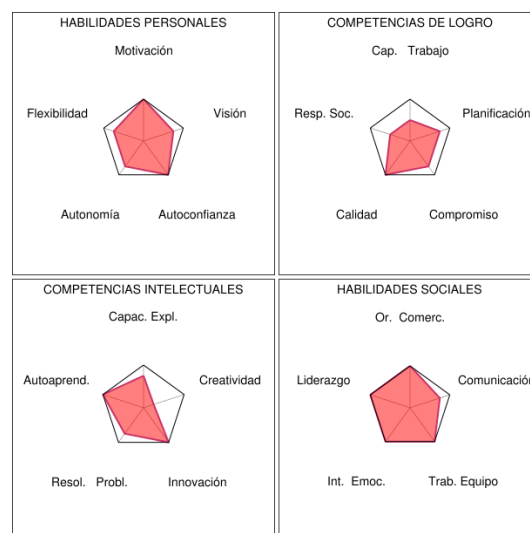 HABILIDADES PERSONALES
Motivación
Flexibilidad
Visión
Autonomía
Autoconfianza
COMPETENCIAS DE LOGRO
Cap. Trabajo
Resp. Soc.
Planificación
Calidad
Compromiso
COMPETENCIAS INTELECTUALES
Capac. Expl.
Autoaprend.
Creatividad
Resol. Probl.
Innovación
HABILIDADES SOCIALES
Or. Comerc.
Liderazgo
Comunicación
Int. Emoc.
Trab. Equipo